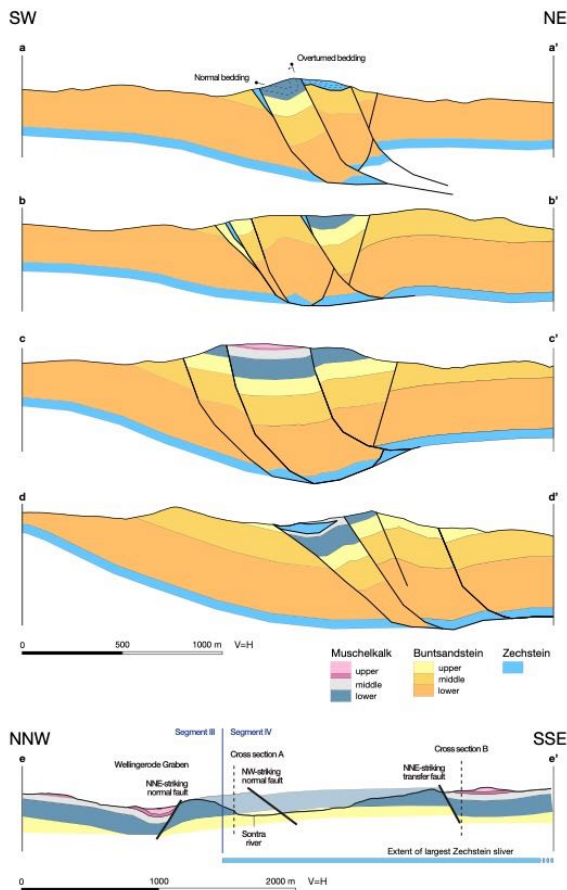 SW NE
a a'
Overturned bedding
Normal bedding
b b'
c c'
d d'
0 500 1000 m V=H
Muschelkalk Buntsandstein Zechstein
upper upper
middle middle
lower lower
NNW SSE
Segment III Segment IV
e e'
Wellingerode Graben Cross section A Cross section B
NNE-striking
normal fault
NW-striking
normal fault
NNE-striking
transfer fault
Sontra
river
Extent of largest Zechstein sliver
0 1000 2000 m V=H